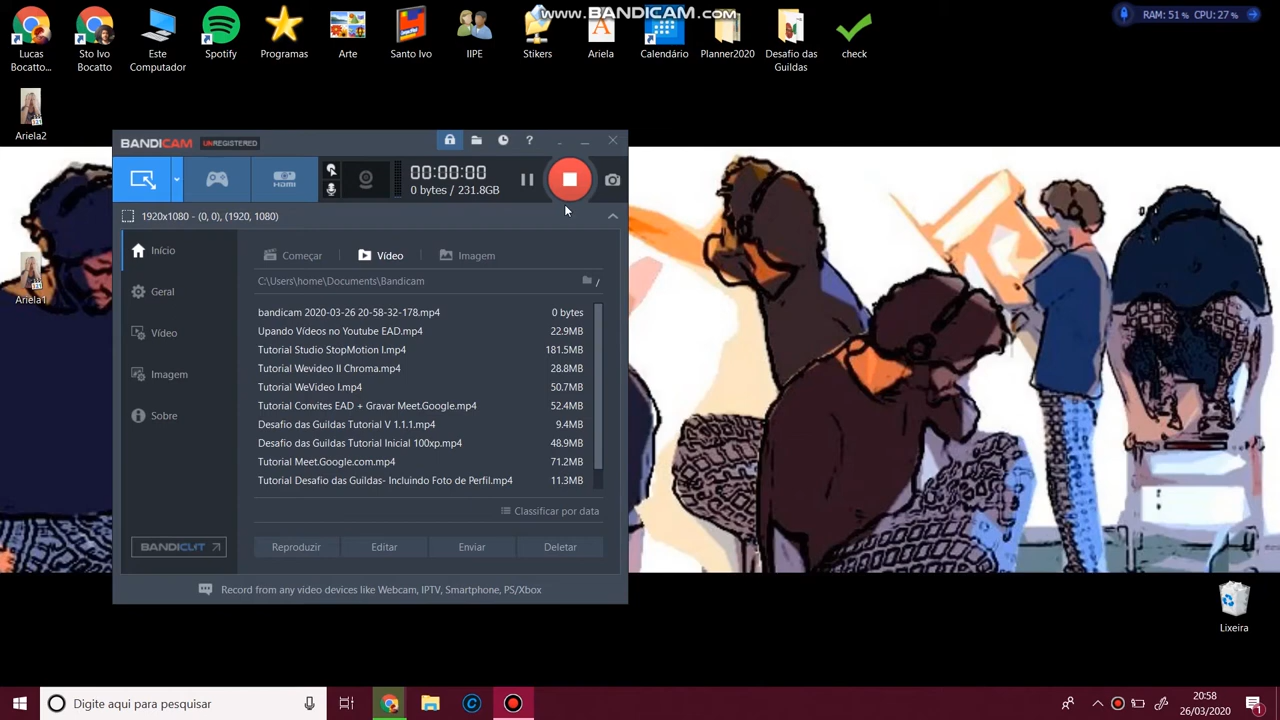 www.BANDICAM.com
RAM: 51% CPU: 27%
Lucas Bocatto...
Sto Ivo Bocatto
Este Computador
Spotify
Programas
Arte
Santo Ivo
IIPE
Stikers
Ariela
Calendário
Planner2020
Desafio das Guildas
check
Ariela2
Ariela1
BANDICAM UNREGISTERED
?
HDMI
00:00:00
0 bytes / 231.8GB
1920x1080 - (0, 0), (1920, 1080)
Início
Geral
Vídeo
Imagem
Sobre
BANDICUT
Começar
Vídeo
Imagem
C:\Users\home\Documents\Bandicam
/
bandicam 2020-03-26 20-58-32-178.mp4 0 bytes
Upando Vídeos no Youtube EAD.mp4 22.9MB
Tutorial Studio StopMotion I.mp4 181.5MB
Tutorial Wevideo II Chroma.mp4 28.8MB
Tutorial WeVideo I.mp4 50.7MB
Tutorial Convites EAD + Gravar Meet.Google.mp4 52.4MB
Desafio das Guildas Tutorial V 1.1.1.mp4 9.4MB
Desafio das Guildas Tutorial Inicial 100xp.mp4 48.9MB
Tutorial Meet.Google.com.mp4 71.2MB
Tutorial Desafio das Guildas- Incluindo Foto de Perfil.mp4 11.3MB
Classificar por data
Reproduzir
Editar
Enviar
Deletar
Record from any video devices like Webcam, IPTV, Smartphone, PS/Xbox
Lixeira
Digite aqui para pesquisar
20:58
26/03/2020
1